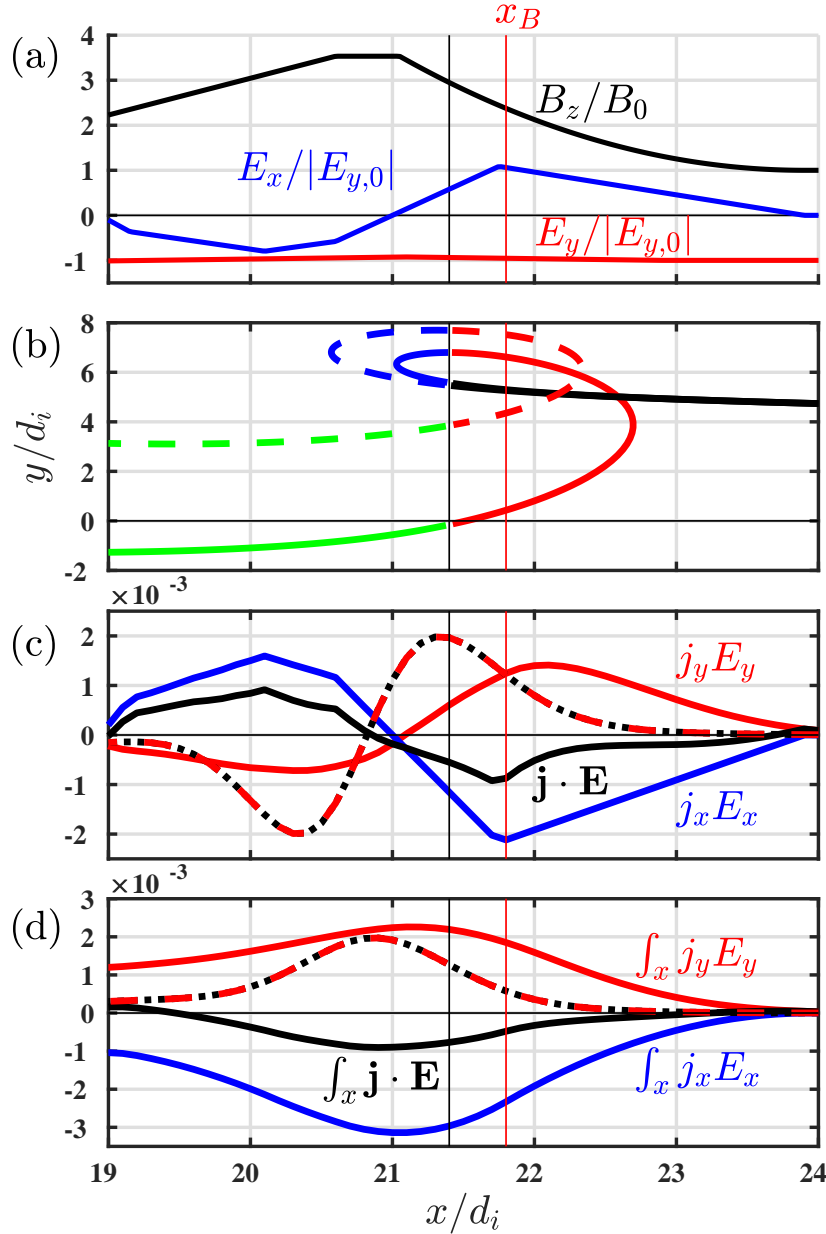 x_B
(a)
4
3
2
1
0
-1
B_z/B_0
E_x/|E_{y,0}|
E_y/|E_{y,0}|
(b)
8
6
4
2
0
-2
y/d_i
×10 ^{-3}
(c)
2
1
0
-1
-2
j_yE_y
j · E
j_xE_x
×10 ^{-3}
(d)
3
2
1
0
-1
-2
-3
∫_x j_yE_y
∫_x j · E
∫_x j_xE_x
19 20 21 22 23 24
x/d_i